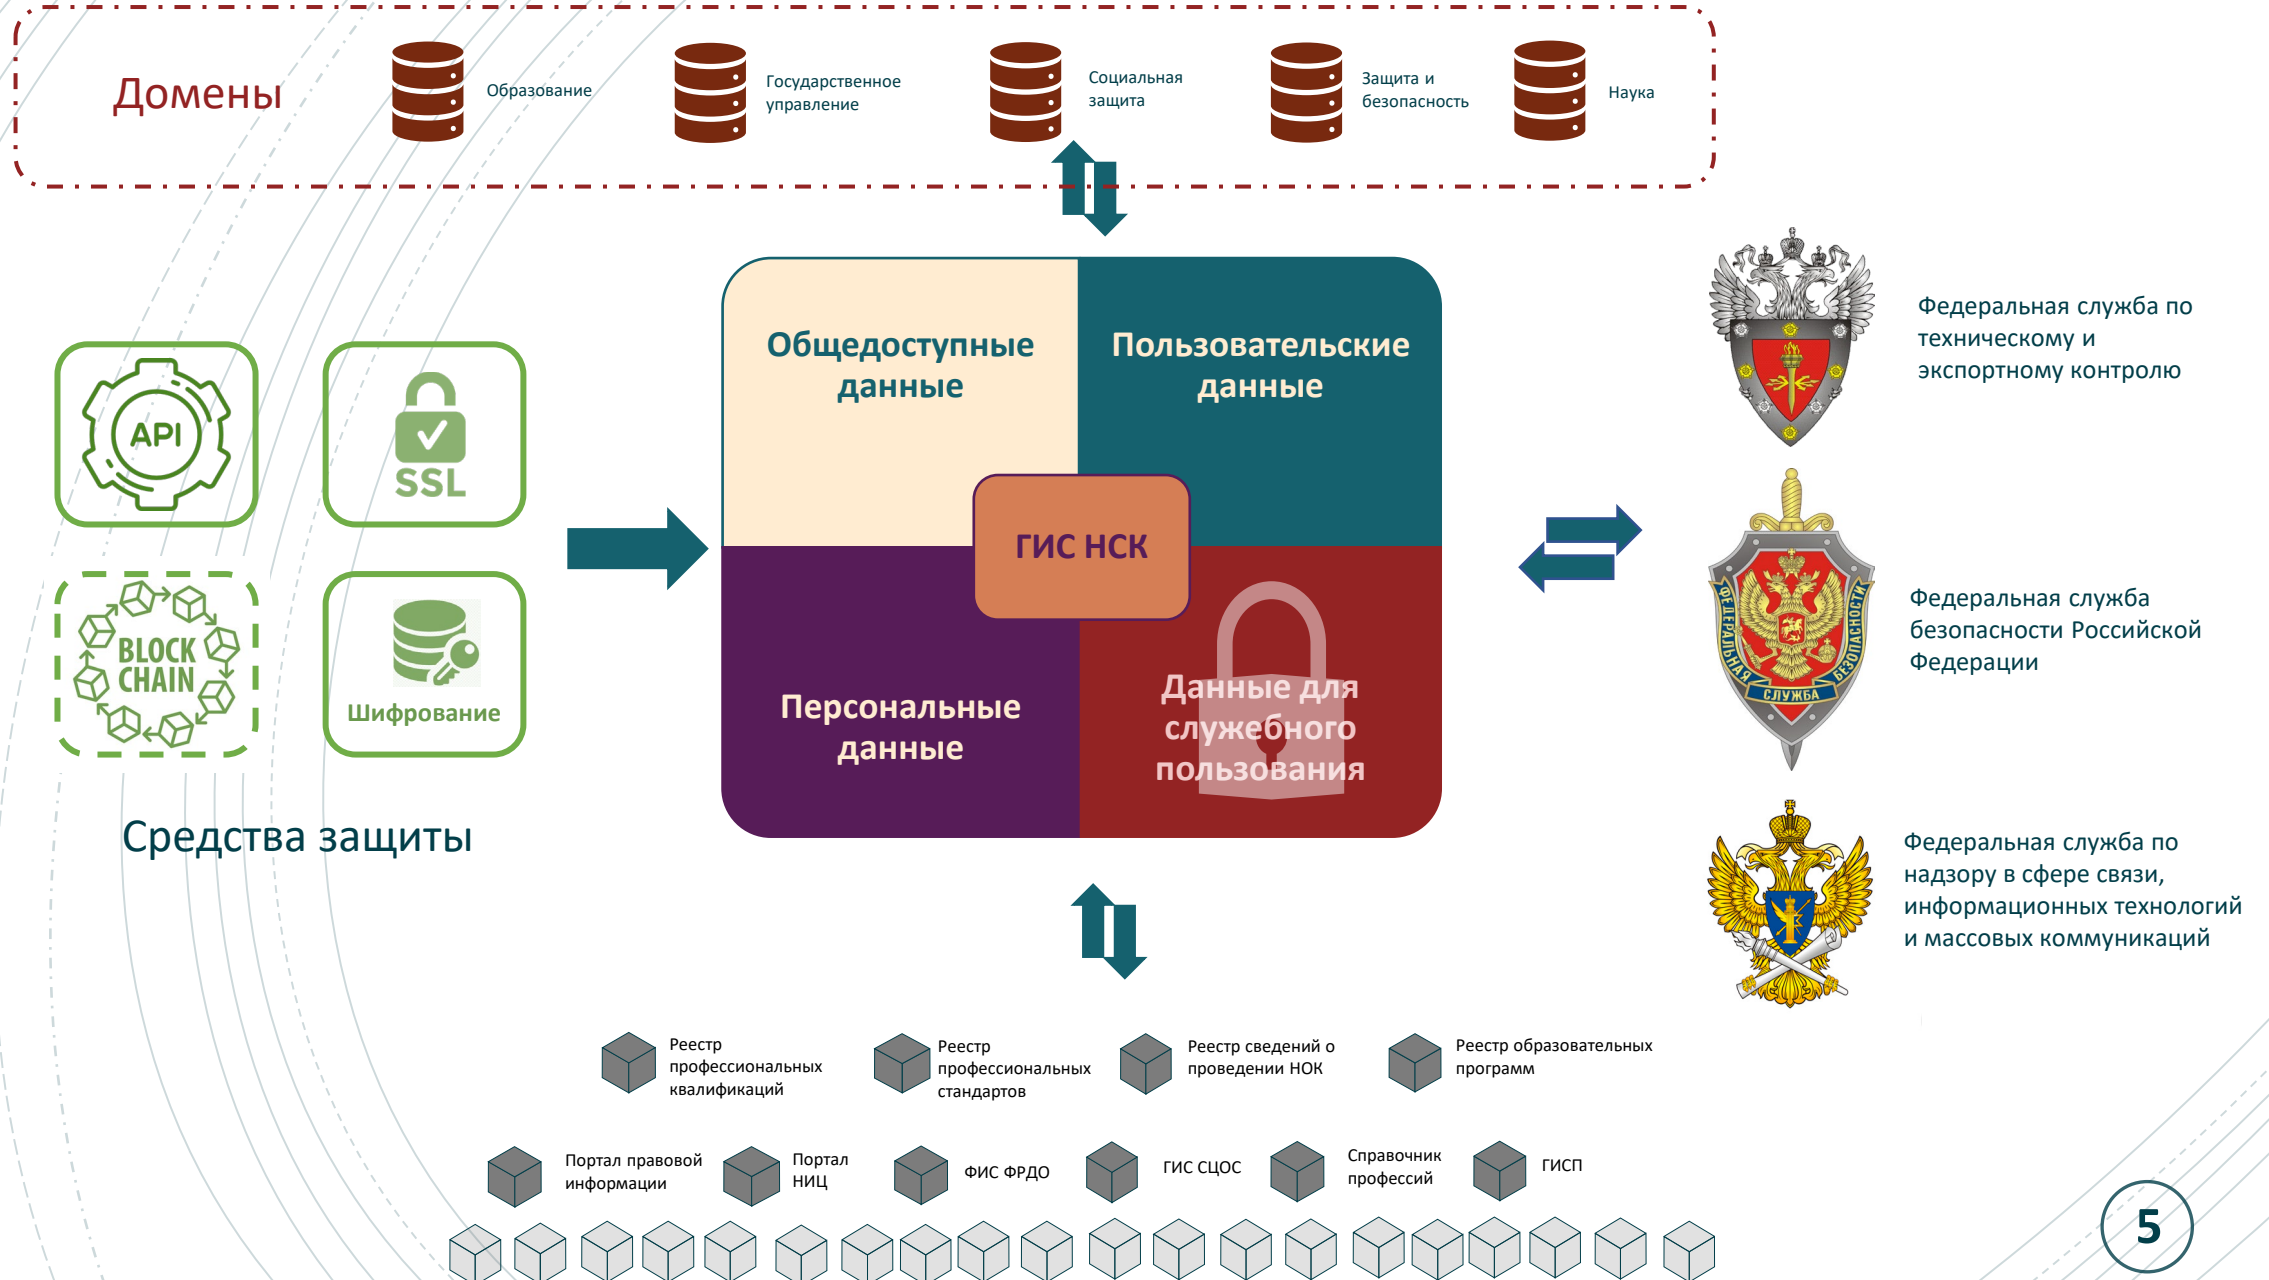 Домены
Образование
Государственное
управление
Социальная
защита
Защита и
безопасность
Наука
Общедоступные
данные
Пользовательские
данные
ГИС НСК
Персональные
данные
Данные для
служебного
пользования
API
SSL
BLOCK
CHAIN
Шифрование
Средства защиты
Федеральная служба по
техническому и
экспортному контролю
ФЕДЕРАЛЬНАЯ
СЛУЖБА
БЕЗОПАСНОСТИ
Федеральная служба
безопасности Российской
Федерации
Федеральная служба по
надзору в сфере связи,
информационных технологий
и массовых коммуникаций
Реестр
профессиональных
квалификаций
Реестр
профессиональных
стандартов
Реестр сведений о
проведении НОК
Реестр образовательных
программ
Портал правовой
информации
Портал
НИЦ
ФИС ФРДО
ГИС СЦОС
Справочник
профессий
ГИСП
5